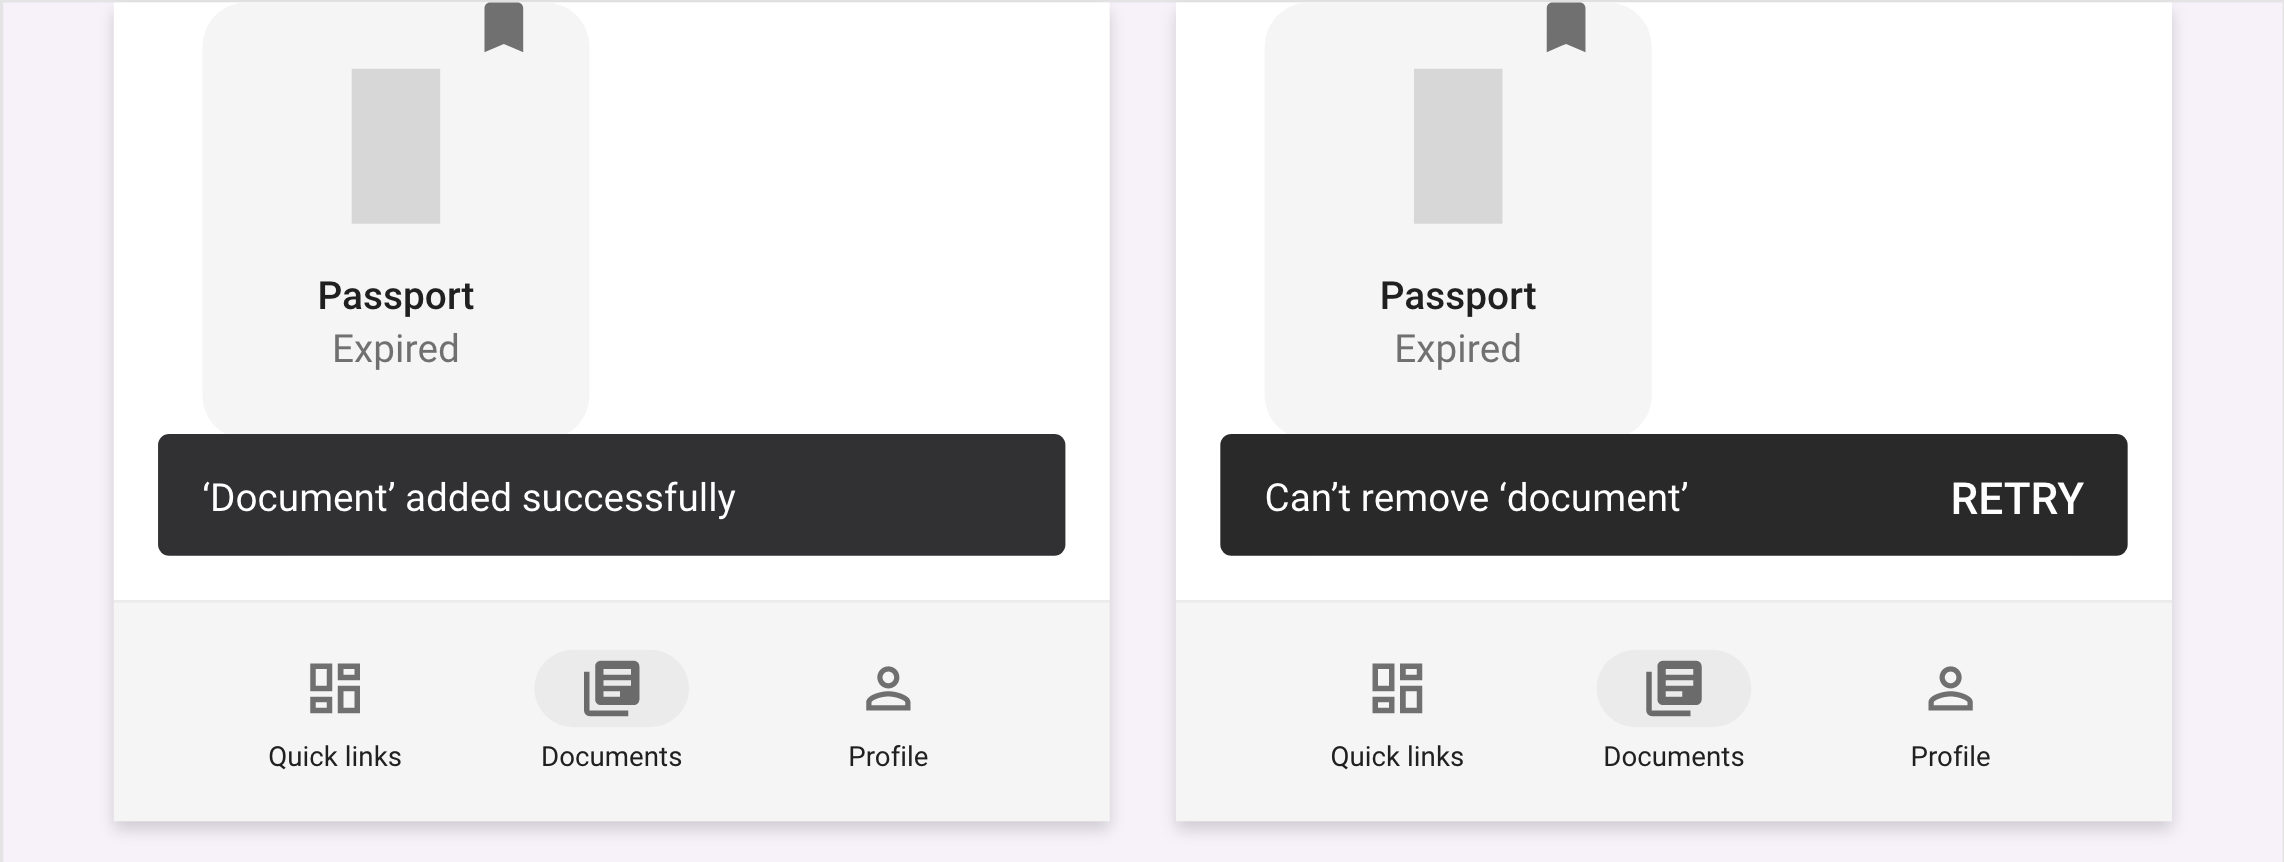 Passport
Expired
‘Document’ added successfully
Quick links
Documents
Profile
Passport
Expired
Can’t remove ‘document’
RETRY
Quick links
Documents
Profile